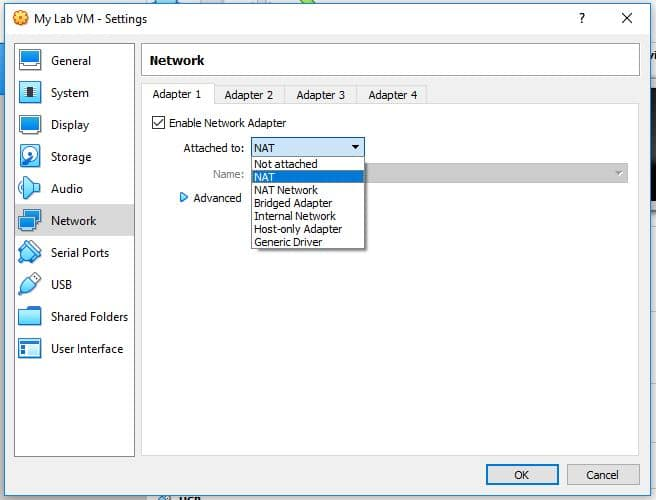 My Lab VM - Settings
? X
General
System
Display
Storage
Audio
Network
Serial Ports
USB
Shared Folders
User Interface
Network
Adapter 1 Adapter 2 Adapter 3 Adapter 4
Enable Network Adapter
Attached to: NAT
Not attached
Name:
NAT
NAT Network
Advanced
Bridged Adapter
Internal Network
Host-only Adapter
Generic Driver
OK Cancel